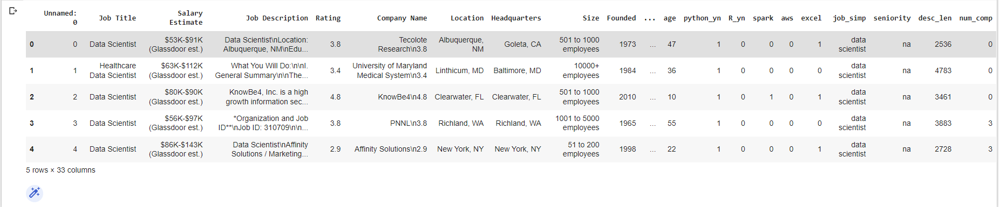 Unnamed: 0 Job Title Salary Estimate Job Description Rating Company Name Location Headquarters Size Founded ... age python_yn R_yn spark aws excel job_simp seniority desc_len num_comp
0 0 Data Scientist $53K-$91K (Glassdoor est.) Data Scientist\nLocation: Albuquerque, NM\nEdu... 3.8 Tecolote Research\n3.8 Albuquerque, NM Goleta, CA 501 to 1000 employees 1973 ... 47 1 0 0 0 1 data scientist na 2536 0
1 1 Healthcare Data Scientist $63K-$112K (Glassdoor est.) What You Will Do:\n\nI. General Summary\n\nThe... 3.4 University of Maryland Medical System\n3.4 Linthicum, MD Baltimore, MD 10000+ employees 1984 ... 36 1 0 0 0 0 data scientist na 4783 0
2 2 Data Scientist $80K-$90K (Glassdoor est.) KnowBe4, Inc. is a high growth information sec... 4.8 KnowBe4\n4.8 Clearwater, FL Clearwater, FL 501 to 1000 employees 2010 ... 10 1 0 1 0 1 data scientist na 3461 0
3 3 Data Scientist $56K-$97K (Glassdoor est.) *Organization and Job ID**\nJob ID: 310709\n\n... 3.8 PNNL\n3.8 Richland, WA Richland, WA 1001 to 5000 employees 1965 ... 55 1 0 0 0 0 data scientist na 3883 3
4 4 Data Scientist $86K-$143K (Glassdoor est.) Data Scientist\nAffinity Solutions / Marketing... 2.9 Affinity Solutions\n2.9 New York, NY New York, NY 51 to 200 employees 1998 ... 22 1 0 0 0 1 data scientist na 2728 3
5 rows × 33 columns